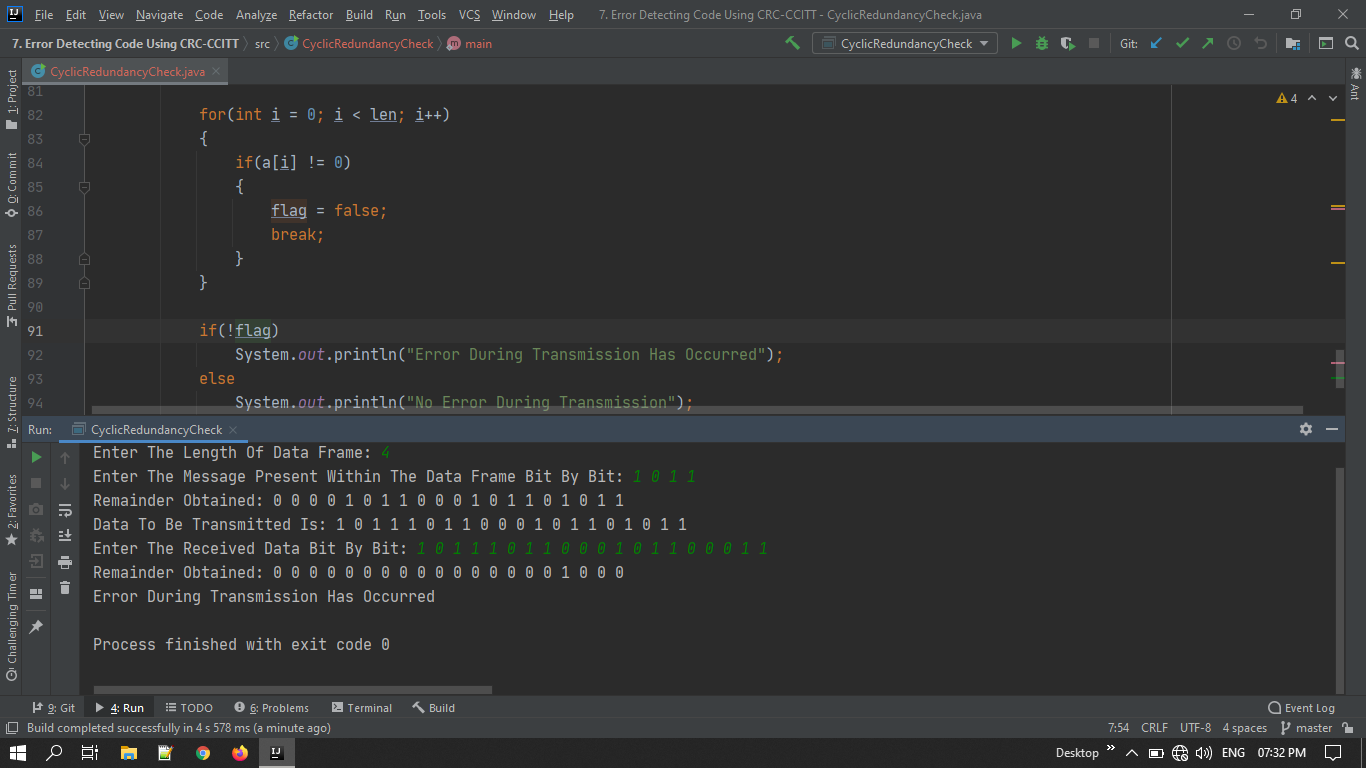 File Edit View Navigate Code Analyze Refactor Build Run Tools VCS Window Help 7. Error Detecting Code Using CRC-CCITT - CyclicRedundancyCheck.java
7. Error Detecting Code Using CRC-CCITT src CyclicRedundancyCheck main CyclicRedundancyCheck Git:
CyclicRedundancyCheck.java
1: Project
0: Commit
Pull Requests
7: Structure
2: Favorites
Challenging Timer
Ant
4
81
82 for(int i = 0; i < len; i++)
83 {
84 if(a[i] != 0)
85 {
86 flag = false;
87 break;
88 }
89 }
90
91 if(!flag)
92 System.out.println("Error During Transmission Has Occurred");
93 else
94 System.out.println("No Error During Transmission");
Run: CyclicRedundancyCheck
Enter The Length Of Data Frame: 4
Enter The Message Present Within The Data Frame Bit By Bit: 1 0 1 1
Remainder Obtained: 0 0 0 0 1 0 1 1 0 0 0 1 0 1 1 0 1 0 1 1
Data To Be Transmitted Is: 1 0 1 1 1 0 1 1 0 0 0 1 0 1 1 0 1 0 1 1
Enter The Received Data Bit By Bit: 1 0 1 1 1 0 1 1 0 0 0 1 0 1 1 0 0 0 1 1
Remainder Obtained: 0 0 0 0 0 0 0 0 0 0 0 0 0 0 0 0 1 0 0 0
Error During Transmission Has Occurred
Process finished with exit code 0
9: Git 4: Run TODO 6: Problems Terminal Build Event Log
Build completed successfully in 4 s 578 ms (a minute ago) 7:54 CRLF UTF-8 4 spaces master
Desktop ENG 07:32 PM